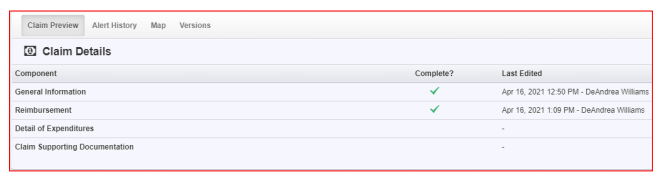 Claim Preview Alert History Map Versions
Claim Details
Component Complete? Last Edited
General Information Apr 16, 2021 12:50 PM - DeAndrea Williams
Reimbursement Apr 16, 2021 1:09 PM - DeAndrea Williams
Detail of Expenditures -
Claim Supporting Documentation -